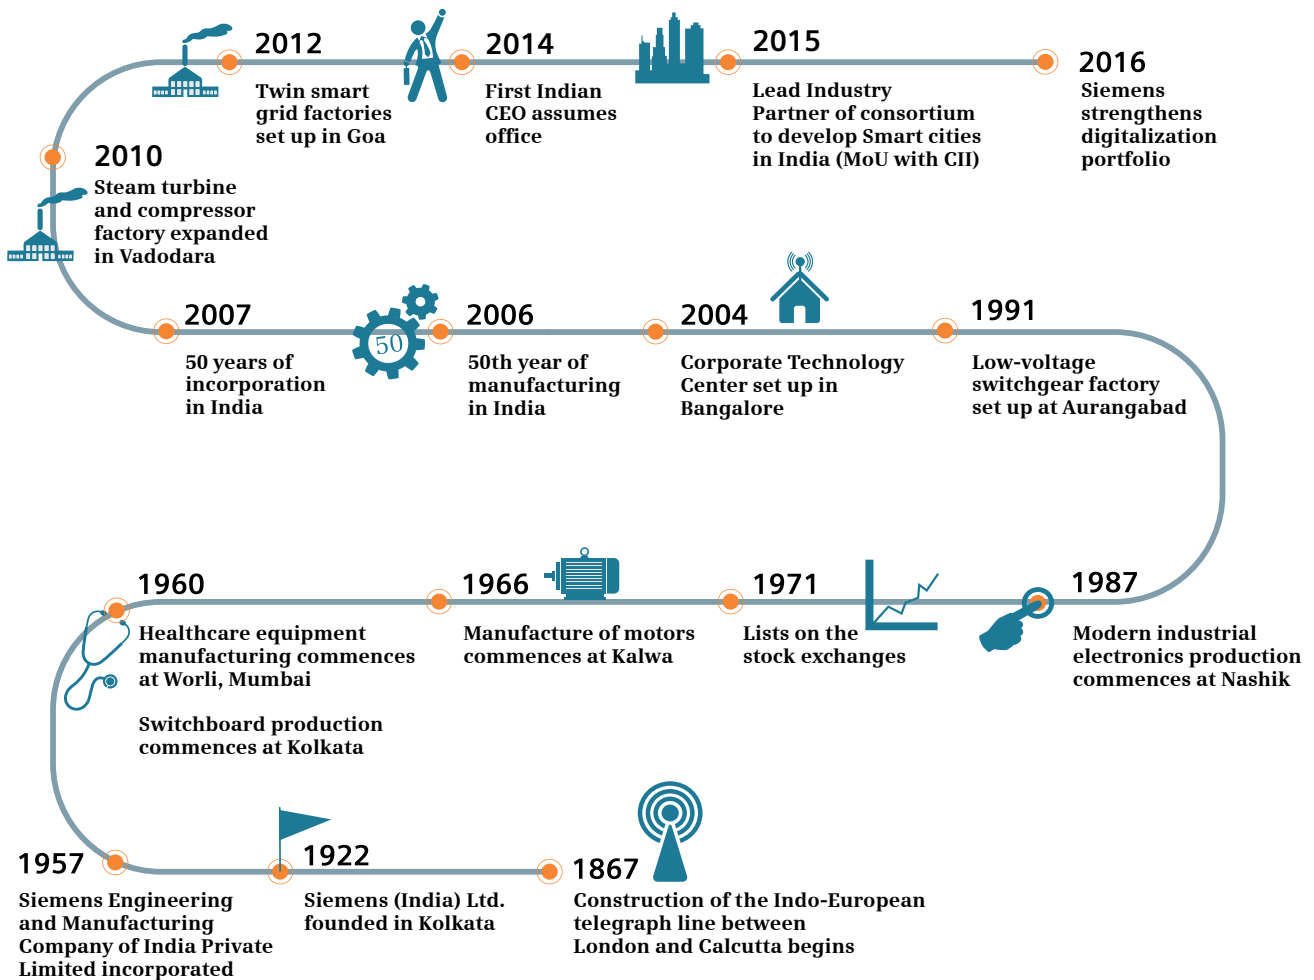 2012
Twin smart
grid factories
set up in Goa
2014
First Indian
CEO assumes
office
2015
Lead Industry
Partner of consortium
to develop Smart cities
in India (MoU with CII)
2016
Siemens
strengthens
digitalization
portfolio
2010
Steam turbine
and compressor
factory expanded
in Vadodara
2007
50 years of
incorporation
in India
50
2006
50th year of
manufacturing
in India
2004
Corporate Technology
Center set up in
Bangalore
1991
Low-voltage
switchgear factory
set up at Aurangabad
1960
Healthcare equipment
manufacturing commences
at Worli, Mumbai
Switchboard production
commences at Kolkata
1966
Manufacture of motors
commences at Kalwa
1971
Lists on the
stock exchanges
1987
Modern industrial
electronics production
commences at Nashik
1957
Siemens Engineering
and Manufacturing
Company of India Private
Limited incorporated
1922
Siemens (India) Ltd.
founded in Kolkata
1867
Construction of the Indo-European
telegraph line between
London and Calcutta begins